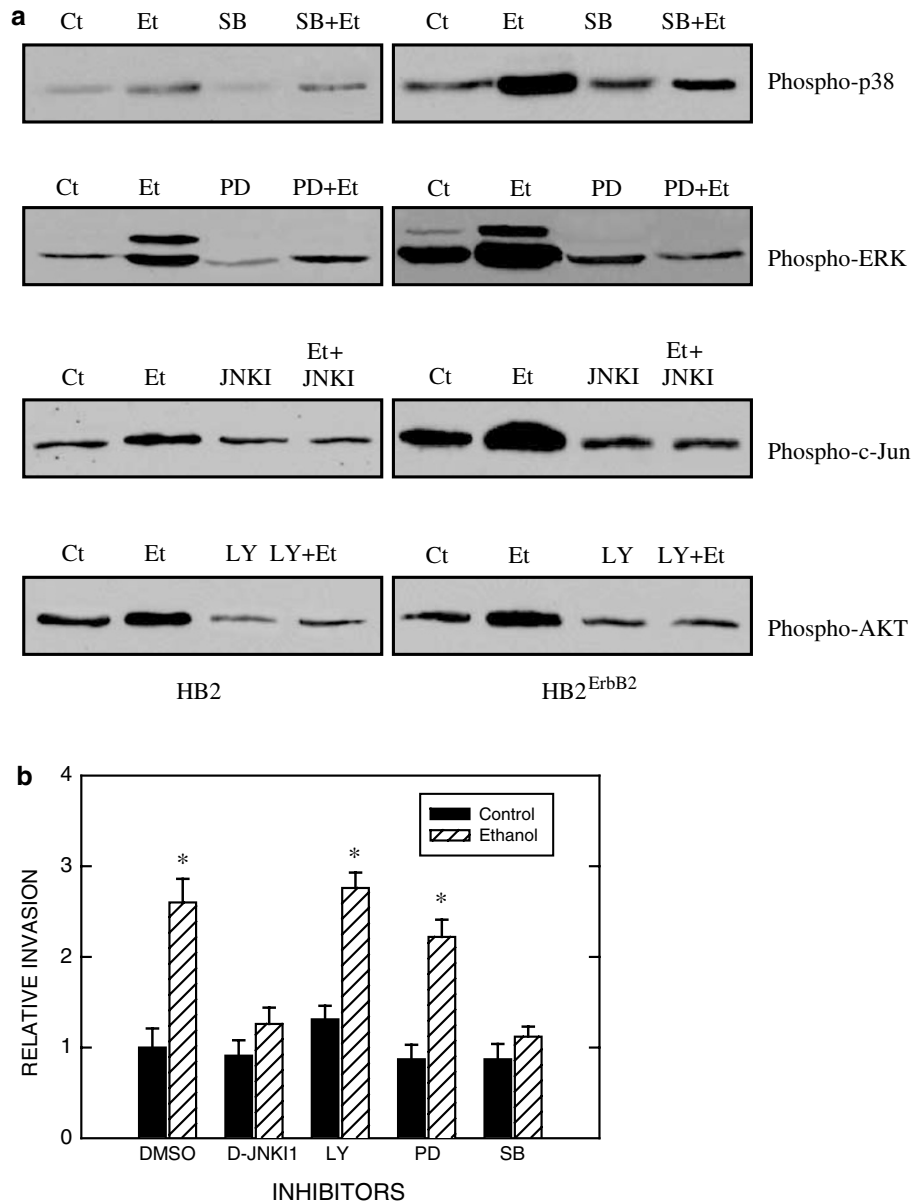 a
Ct Et SB SB+Et Ct Et SB SB+Et
Phospho-p38
Ct Et PD PD+Et Ct Et PD PD+Et
Phospho-ERK
Ct Et JNKI Et+ JNKI Ct Et JNKI Et+ JNKI
Phospho-c-Jun
Ct Et LY LY+Et Ct Et LY LY+Et
Phospho-AKT
HB2 HB2ErbB2
b
4
3
2
1
0
RELATIVE INVASION
Control
Ethanol
* * *
DMSO D-JNKI1 LY PD SB
INHIBITORS